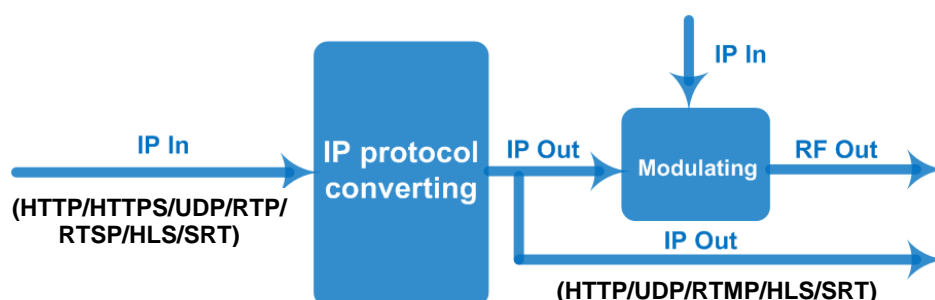 IP In
IP In
IP protocol
converting
IP Out
Modulating
RF Out
(HTTP/HTTPS/UDP/RTP/
RTSP/HLS/SRT)
IP Out
(HTTP/UDP/RTMP/HLS/SRT)